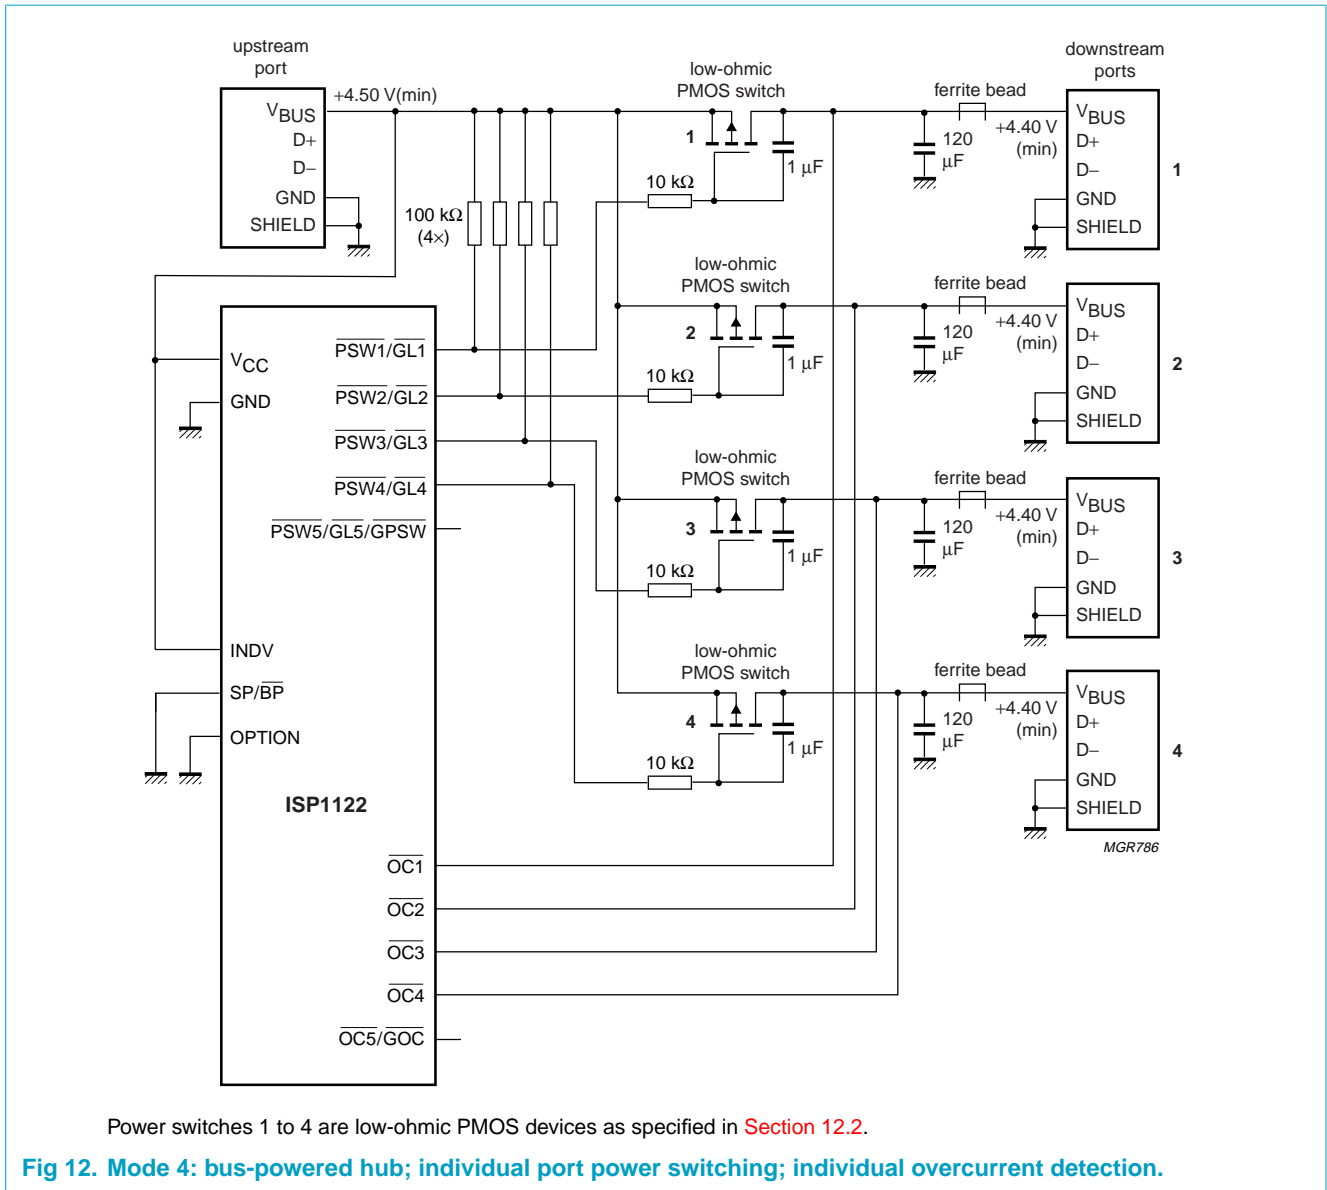 upstream
port
+4.50 V(min)
VBUS
D+
D−
GND
SHIELD
100 kΩ
(4×)
low-ohmic
PMOS switch
1
1 μF
10 kΩ
ferrite bead
120
μF
+4.40 V
(min)
downstream
ports
VBUS
D+
D−
GND
SHIELD
1
low-ohmic
PMOS switch
2
1 μF
10 kΩ
ferrite bead
120
μF
+4.40 V
(min)
VBUS
D+
D−
GND
SHIELD
2
low-ohmic
PMOS switch
3
1 μF
10 kΩ
ferrite bead
120
μF
+4.40 V
(min)
VBUS
D+
D−
GND
SHIELD
3
low-ohmic
PMOS switch
4
1 μF
10 kΩ
ferrite bead
120
μF
+4.40 V
(min)
VBUS
D+
D−
GND
SHIELD
4
MGR786
VCC
GND
INDV
SP/BP
OPTION
ISP1122
PSW1/GL1
PSW2/GL2
PSW3/GL3
PSW4/GL4
PSW5/GL5/GPSW
OC1
OC2
OC3
OC4
OC5/GOC
Power switches 1 to 4 are low-ohmic PMOS devices as specified in Section 12.2.
Fig 12. Mode 4: bus-powered hub; individual port power switching; individual overcurrent detection.